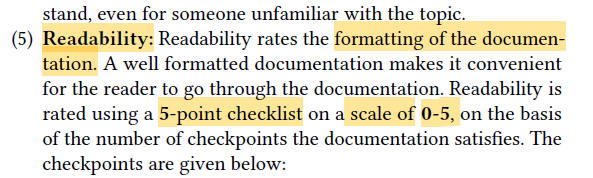 stand, even for someone unfamiliar with the topic.
(5) Readability: Readability rates the formatting of the documen-
tation. A well formatted documentation makes it convenient
for the reader to go through the documentation. Readability is
rated using a 5-point checklist on a scale of 0-5, on the basis
of the number of checkpoints the documentation satisfies. The
checkpoints are given below: